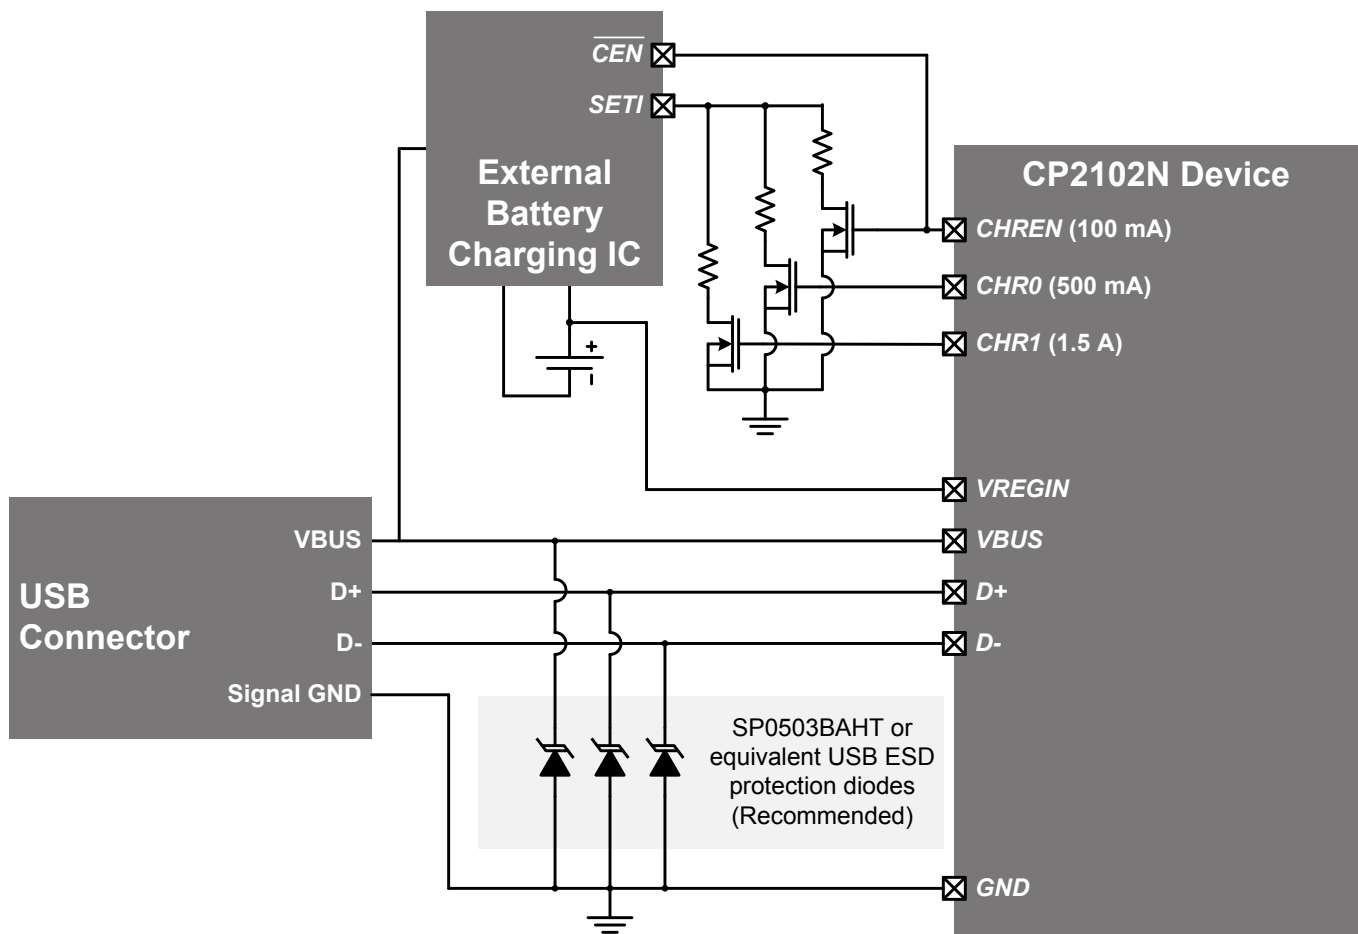 CEN
SETI
External
Battery
Charging IC
+
–
CP2102N Device
CHREN (100 mA)
CHR0 (500 mA)
CHR1 (1.5 A)
VREGIN
VBUS
D+
D-
GND
USB
Connector
VBUS
D+
D-
Signal GND
SP0503BAHT or
equivalent USB ESD
protection diodes
(Recommended)